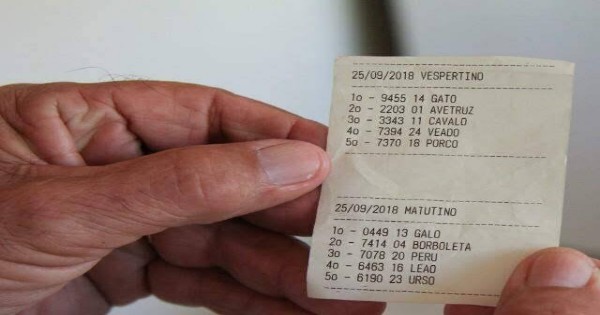 25/09/2018 VESPERTINO
1o - 9455 14 GATO
2o - 2203 01 AVETRUZ
3o - 3343 11 CAVALO
4o - 7394 24 VEADO
5o - 7370 18 PORCO
25/09/2018 MATUTINO
1o - 0449 13 GALO
2o - 7414 04 BORBOLETA
3o - 7078 20 PERU
4o - 6463 16 LEAO
5o - 6190 23 URSO